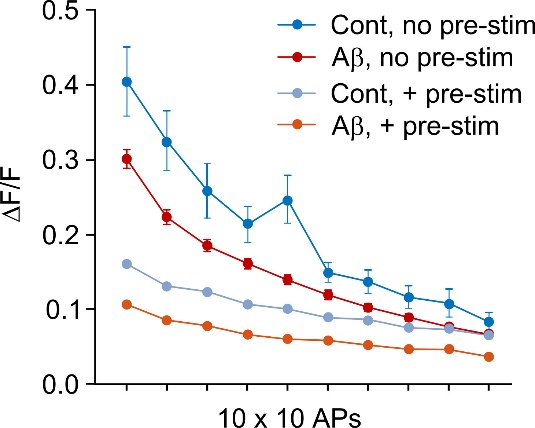 0.5
Cont, no pre-stim
Aβ, no pre-stim
0.4
Cont, + pre-stim
Aβ, + pre-stim
0.3
ΔF/F
0.2
0.1
0.0
10 x 10 APs